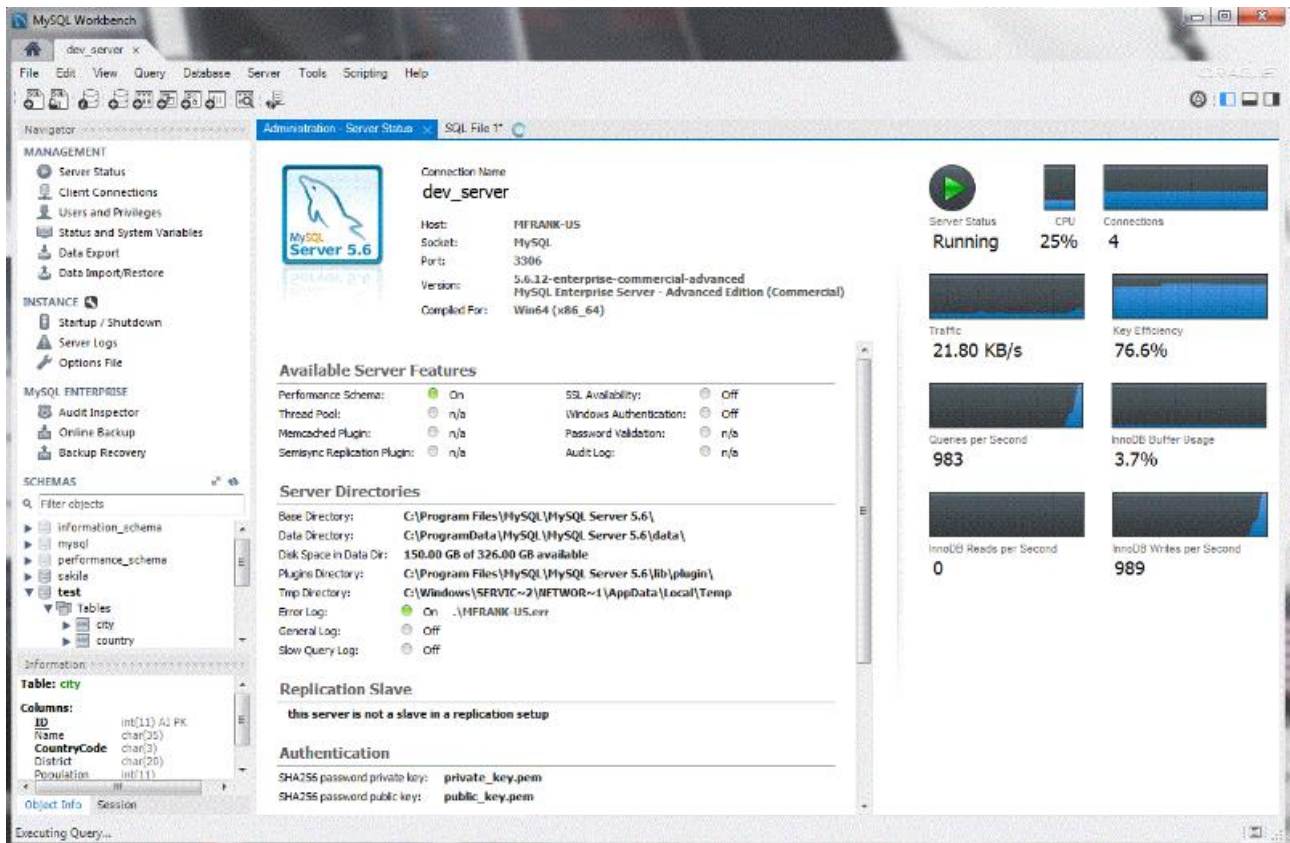 MySQL Workbench
dev_server
File Edit View Query Database Server Tools Scripting Help
ORACLE
Navigator
MANAGEMENT
Server Status
Client Connections
Users and Privileges
Status and System Variables
Data Export
Data Import/Restore
INSTANCE
Startup / Shutdown
Server Logs
Options File
MySQL ENTERPRISE
Audit Inspector
Online Backup
Backup Recovery
SCHEMAS
Filter objects
information_schema
mysql
performance_schema
sakila
test
Tables
city
country
Information
Table: city
Columns:
ID int(11) AI PK
Name char(35)
CountryCode char(3)
District char(20)
Population int(11)
Object Info Session
Executing Query...
Administration - Server Status SQL File 1*
MySQL
Server 5.6
Connection Name
dev_server
Host: MFRANK-US
Socket: MySQL
Port: 3306
Version: 5.6.12-enterprise-commercial-advanced
MySQL Enterprise Server - Advanced Edition (Commercial)
Compiled For: Win64 (x86_64)
Available Server Features
Performance Schema: On SSL Availability: Off
Thread Pool: n/a Windows Authentication: Off
Memcached Plugin: n/a Password Validation: n/a
Semisync Replication Plugin: n/a Audit Log: n/a
Server Directories
Base Directory: C:\Program Files\MySQL\MySQL Server 5.6\
Data Directory: C:\ProgramData\MySQL\MySQL Server 5.6\data\
Disk Space in Data Dir: 150.00 GB of 326.00 GB available
Plugins Directory: C:\Program Files\MySQL\MySQL Server 5.6\lib\plugin\
Tmp Directory: C:\Windows\SERVIC~2\NETWOR~1\AppData\Local\Temp
Error Log: On .\MFRANK-US.err
General Log: Off
Slow Query Log: Off
Replication Slave
this server is not a slave in a replication setup
Authentication
SHA256 password private key: private_key.pem
SHA256 password public key: public_key.pem
Server Status CPU Connections
Running 25% 4
Traffic Key Efficiency
21.80 KB/s 76.6%
Queries per Second InnoDB Buffer Usage
983 3.7%
InnoDB Reads per Second InnoDB Writes per Second
0 989